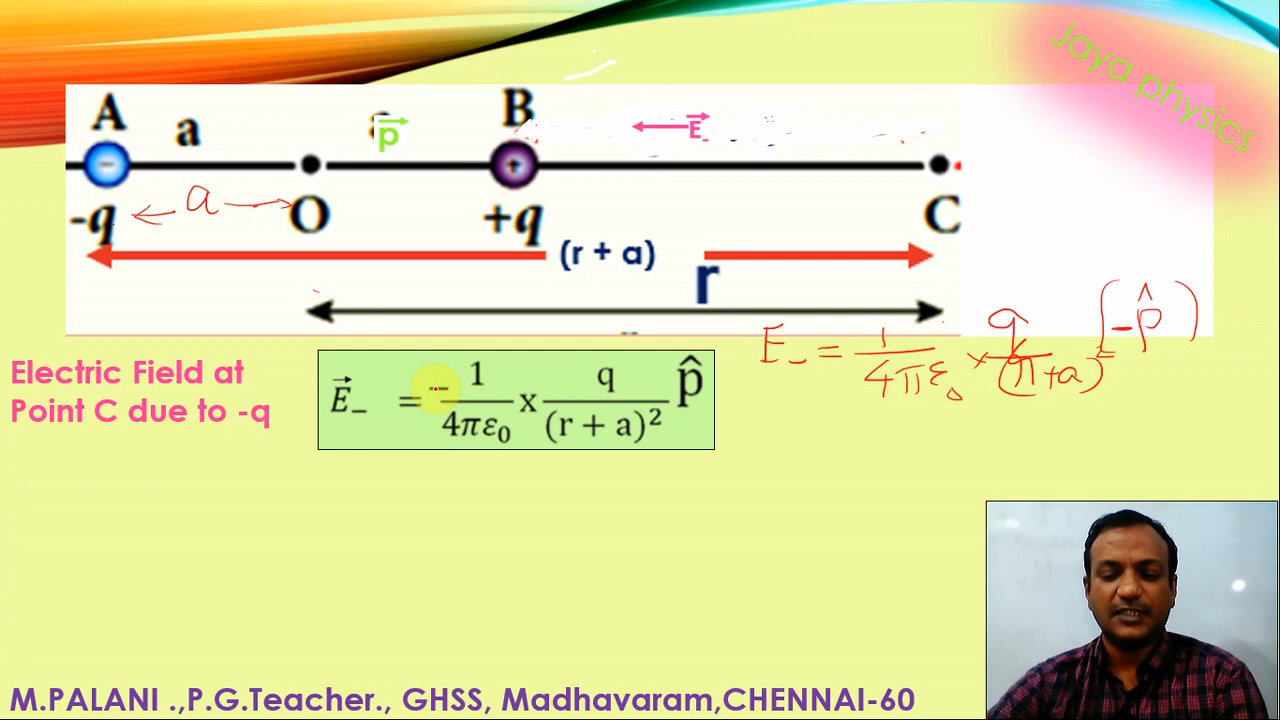 Jaya physics
A a p⃗ B E⃗
-q a O +q C
(r + a)
r
E₋ = 1/4πε₀ × q/(r+a)² (-p̂)
Electric Field at
Point C due to -q
E⃗₋ = - 1/4πε₀ x q/(r + a)² p̂
M.PALANI .,P.G.Teacher., GHSS, Madhavaram,CHENNAI-60